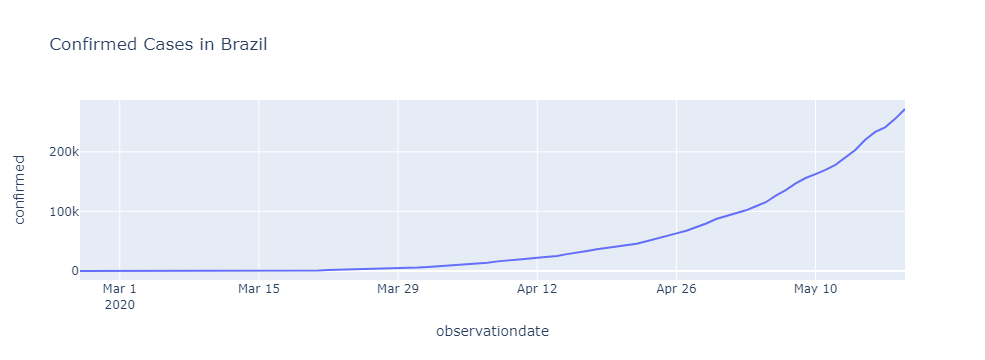 Confirmed Cases in Brazil
confirmed
200k
100k
0
Mar 1
2020
Mar 15
Mar 29
Apr 12
Apr 26
May 10
observationdate